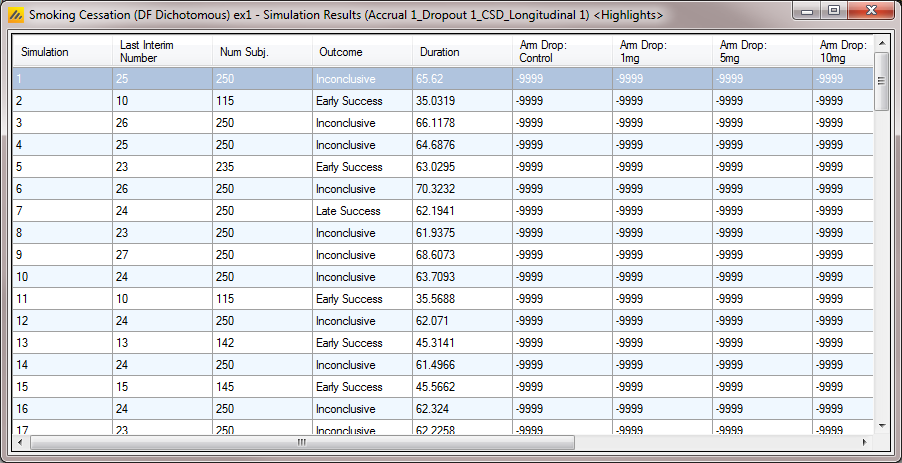 Smoking Cessation (DF Dichotomous) ex1 - Simulation Results (Accrual 1_Dropout 1_CSD_Longitudinal 1) <Highlights>
Simulation Last Interim Number Num Subj. Outcome Duration Arm Drop: Control Arm Drop: 1mg Arm Drop: 5mg Arm Drop: 10mg
1 25 250 Inconclusive 65.62 -9999 -9999 -9999 -9999
2 10 115 Early Success 35.0319 -9999 -9999 -9999 -9999
3 26 250 Inconclusive 66.1178 -9999 -9999 -9999 -9999
4 25 250 Inconclusive 64.6876 -9999 -9999 -9999 -9999
5 23 235 Early Success 63.0295 -9999 -9999 -9999 -9999
6 26 250 Inconclusive 70.3232 -9999 -9999 -9999 -9999
7 24 250 Late Success 62.1941 -9999 -9999 -9999 -9999
8 23 250 Inconclusive 61.9375 -9999 -9999 -9999 -9999
9 27 250 Inconclusive 68.6073 -9999 -9999 -9999 -9999
10 24 250 Inconclusive 63.7093 -9999 -9999 -9999 -9999
11 10 115 Early Success 35.5688 -9999 -9999 -9999 -9999
12 24 250 Inconclusive 62.071 -9999 -9999 -9999 -9999
13 13 142 Early Success 45.3141 -9999 -9999 -9999 -9999
14 24 250 Inconclusive 61.4966 -9999 -9999 -9999 -9999
15 15 145 Early Success 45.5662 -9999 -9999 -9999 -9999
16 24 250 Inconclusive 62.324 -9999 -9999 -9999 -9999
17 23 250 Inconclusive 62.2258 -9999 -9999 -9999 -9999